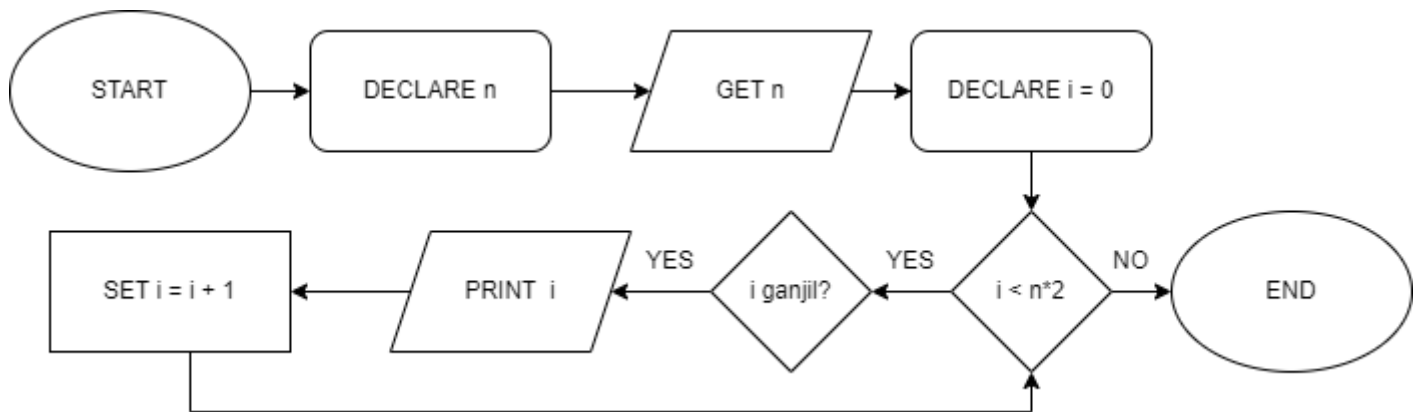 START
DECLARE n
GET n
DECLARE i = 0
i < n*2
NO
END
YES
i ganjil?
YES
PRINT i
SET i = i + 1